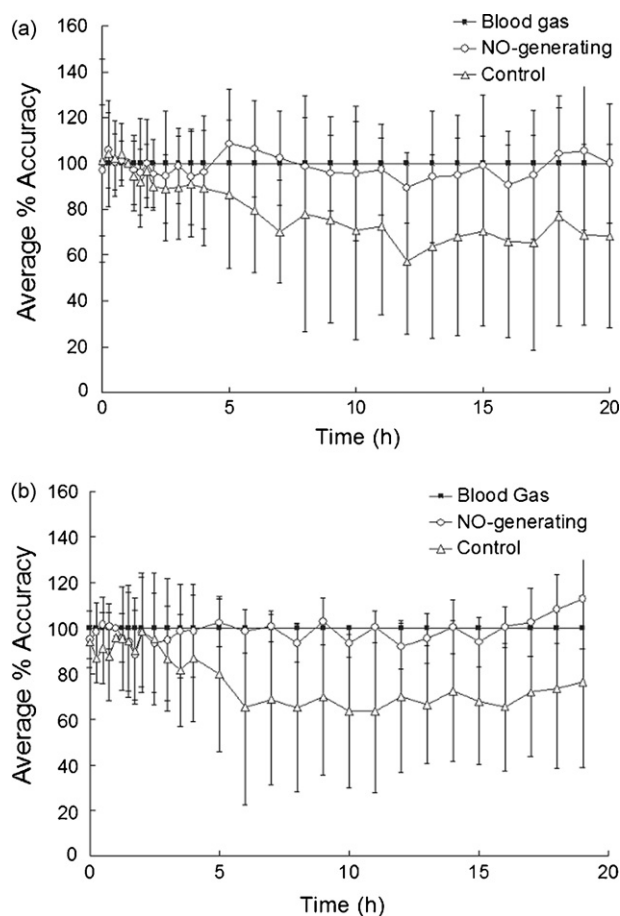 (a)
Blood gas
NO-generating
Control
Average % Accuracy
160
140
120
100
80
60
40
20
0
0 5 10 15 20
Time (h)
(b)
Blood Gas
NO-generating
Control
Average % Accuracy
160
140
120
100
80
60
40
20
0
0 5 10 15 20
Time (h)